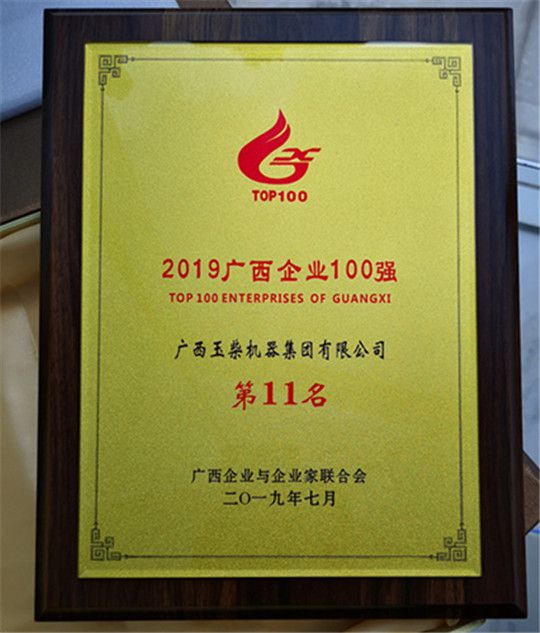 TOP100
2019广西企业100强
TOP 100 ENTERPRISES OF GUANGXI
广西玉柴机器集团有限公司
第11名
广西企业与企业家联合会
二〇一九年七月